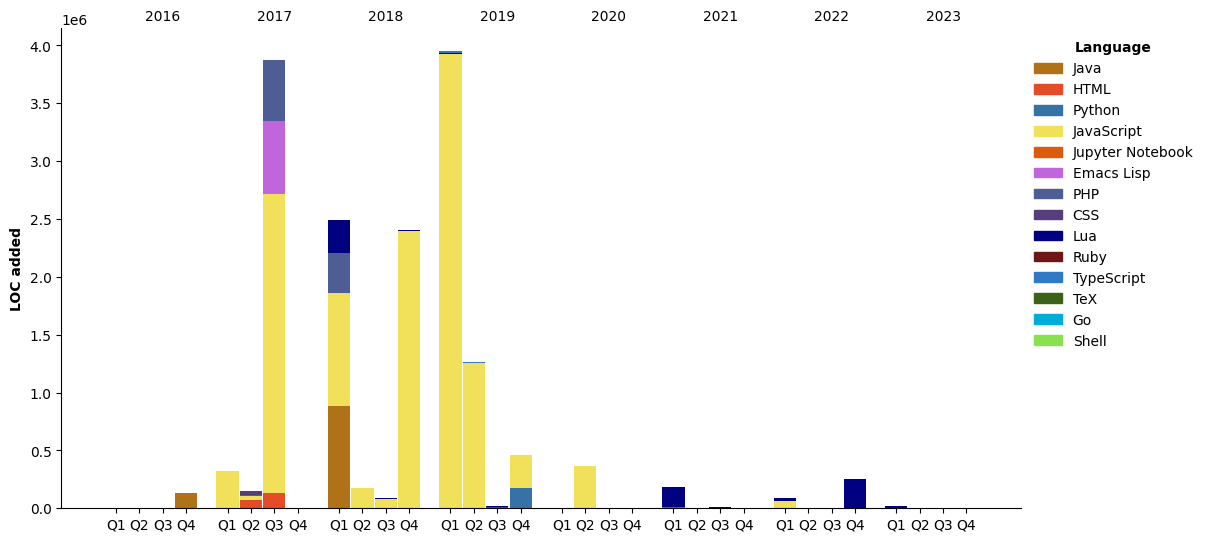 1e6
2016 2017 2018 2019 2020 2021 2022 2023
4.0
3.5
3.0
2.5
2.0
1.5
1.0
0.5
0.0
LOC added
Q1 Q2 Q3 Q4 Q1 Q2 Q3 Q4 Q1 Q2 Q3 Q4 Q1 Q2 Q3 Q4 Q1 Q2 Q3 Q4 Q1 Q2 Q3 Q4 Q1 Q2 Q3 Q4 Q1 Q2 Q3 Q4
Language
Java
HTML
Python
JavaScript
Jupyter Notebook
Emacs Lisp
PHP
CSS
Lua
Ruby
TypeScript
TeX
Go
Shell